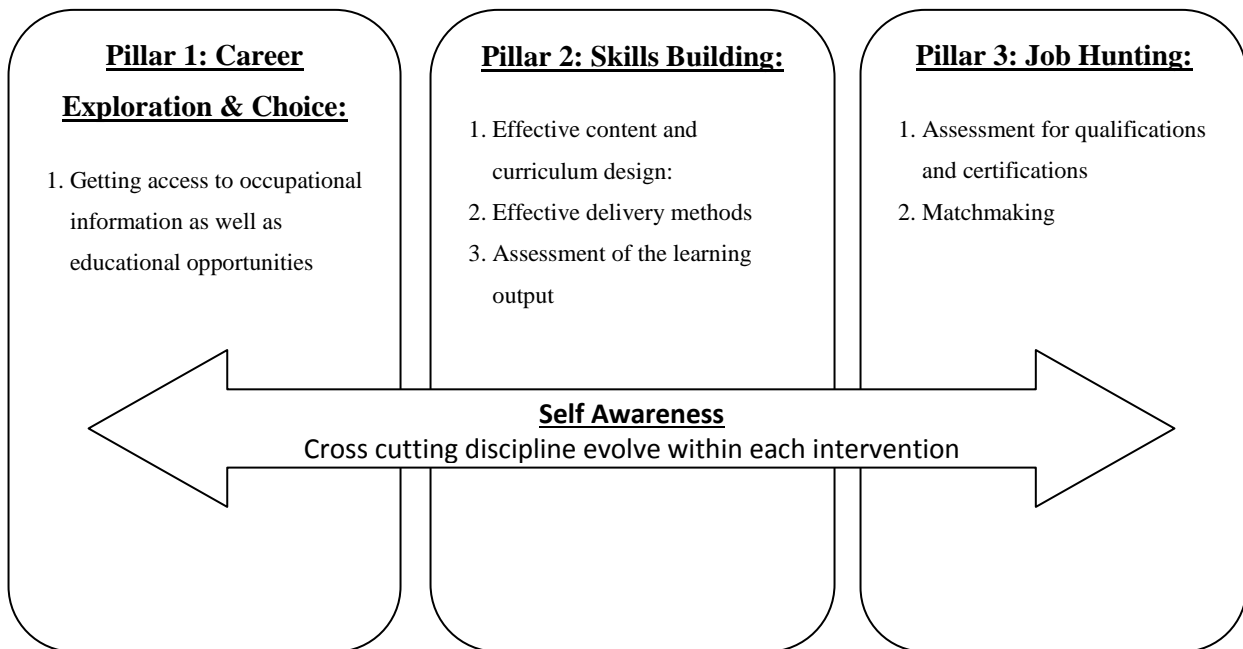 Pillar 1: Career
Exploration & Choice:
1. Getting access to occupational
information as well as
educational opportunities
Pillar 2: Skills Building:
1. Effective content and
curriculum design:
2. Effective delivery methods
3. Assessment of the learning
output
Pillar 3: Job Hunting:
1. Assessment for qualifications
and certifications
2. Matchmaking
Self Awareness
Cross cutting discipline evolve within each intervention